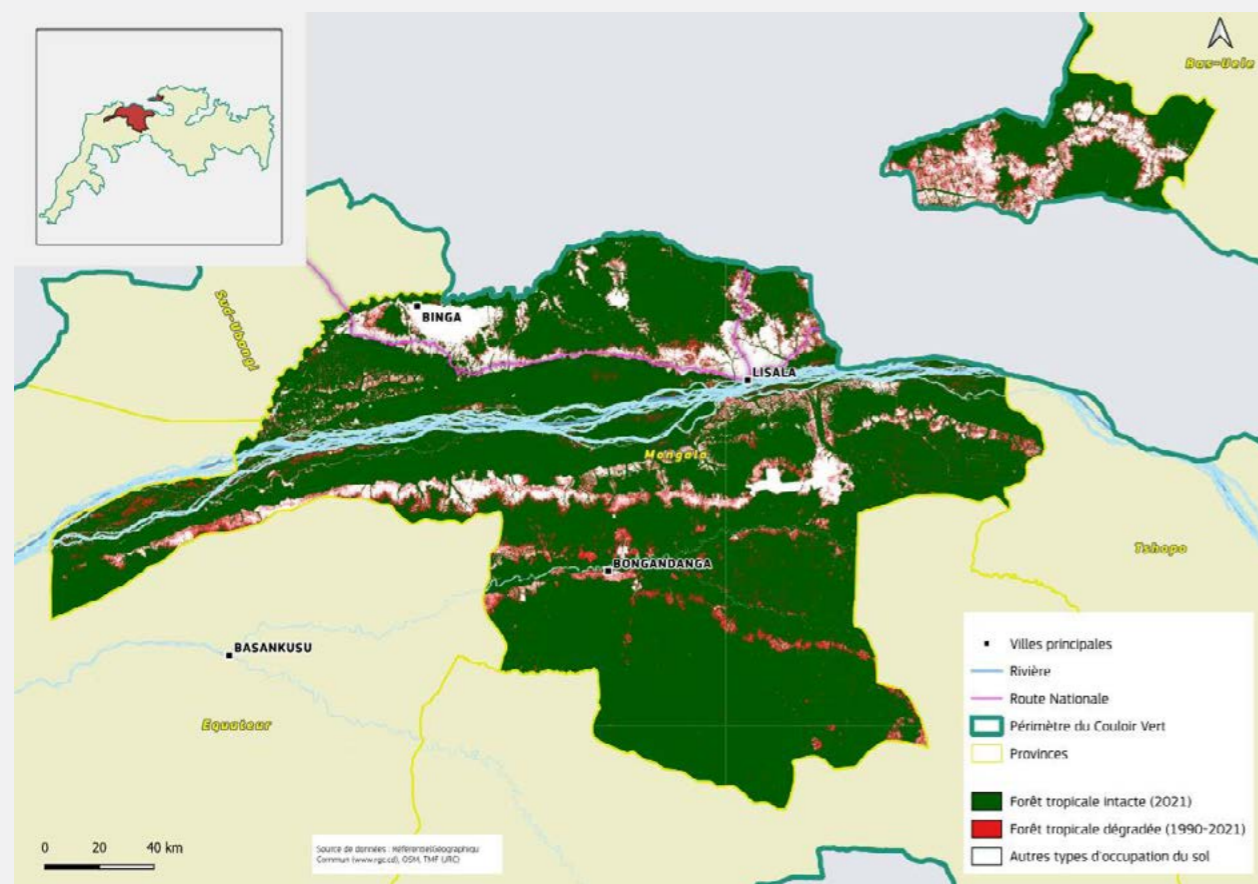 Bas-Uele
Sud-Ubangi
BINGA
LISALA
Mongala
BONGANDANGA
Tshopo
BASANKUSU
Equateur
Villes principales
Rivière
Route Nationale
Périmètre du Couloir Vert
Provinces
Forêt tropicale intacte (2021)
Forêt tropicale dégradée (1990-2021)
Autres types d'occupation du sol
0 20 40 km
Source de données : RéférentielGéographiqu
Commun (www.rgc.cd), OSM, TMF (JRC)